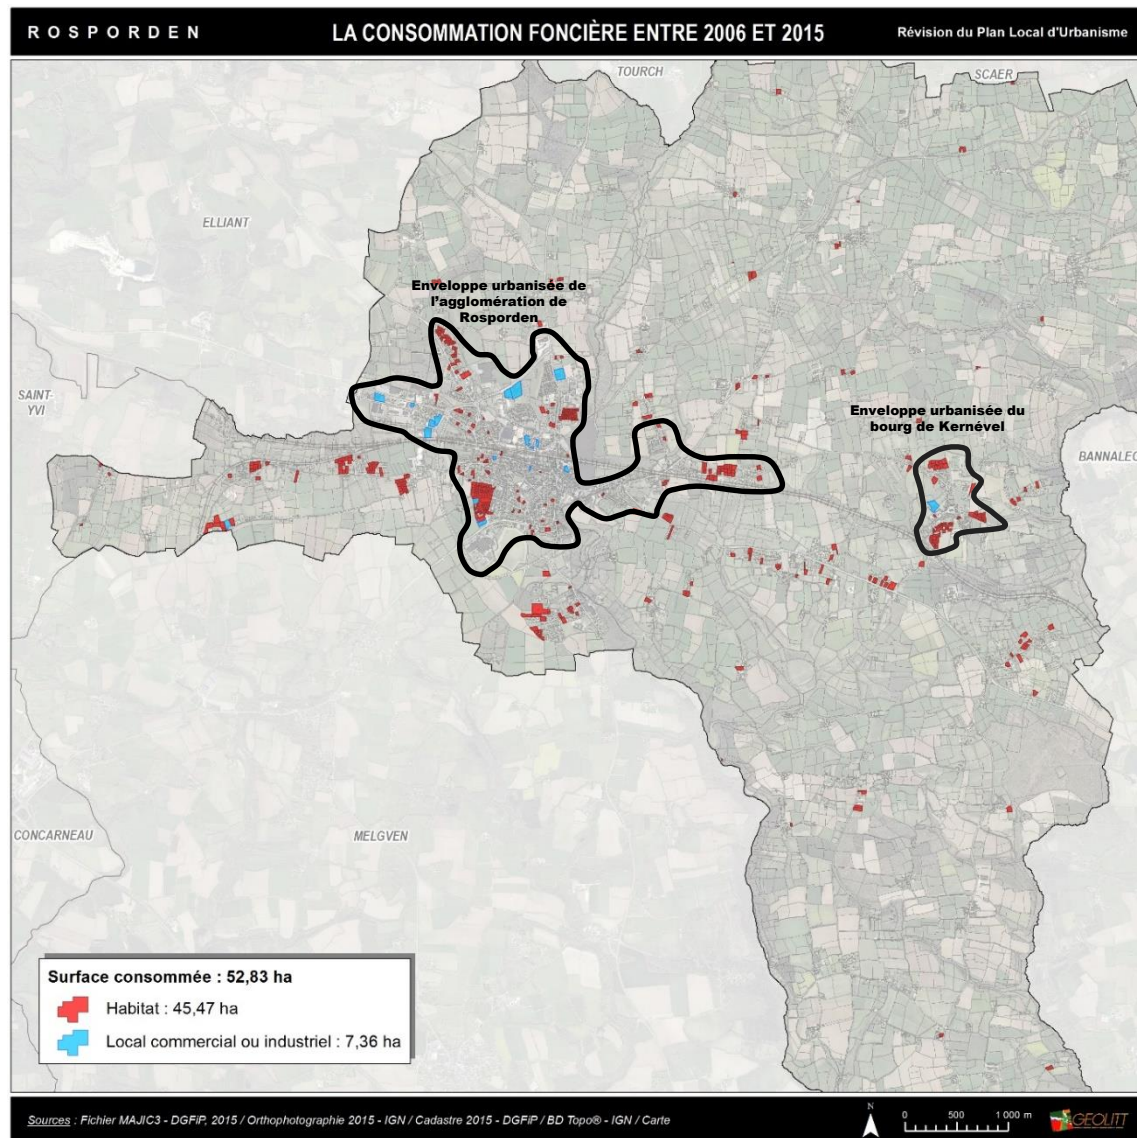 ROSPORDEN
LA CONSOMMATION FONCIÈRE ENTRE 2006 ET 2015
Révision du Plan Local d'Urbanisme
TOURCH
SCAER
ELLIANT
Enveloppe urbanisée de
l'agglomération de
Rosporden
SAINT-
YVI
Enveloppe urbanisée du
bourg de Kernével
BANNALEC
CONCARNEAU
MELGVEN
Surface consommée : 52,83 ha
Habitat : 45,47 ha
Local commercial ou industriel : 7,36 ha
Sources : Fichier MAJIC3 - DGFiP, 2015 / Orthophotographie 2015 - IGN / Cadastre 2015 - DGFiP / BD Topo® - IGN / Carte
N
0 500 1 000 m
GEOLITT